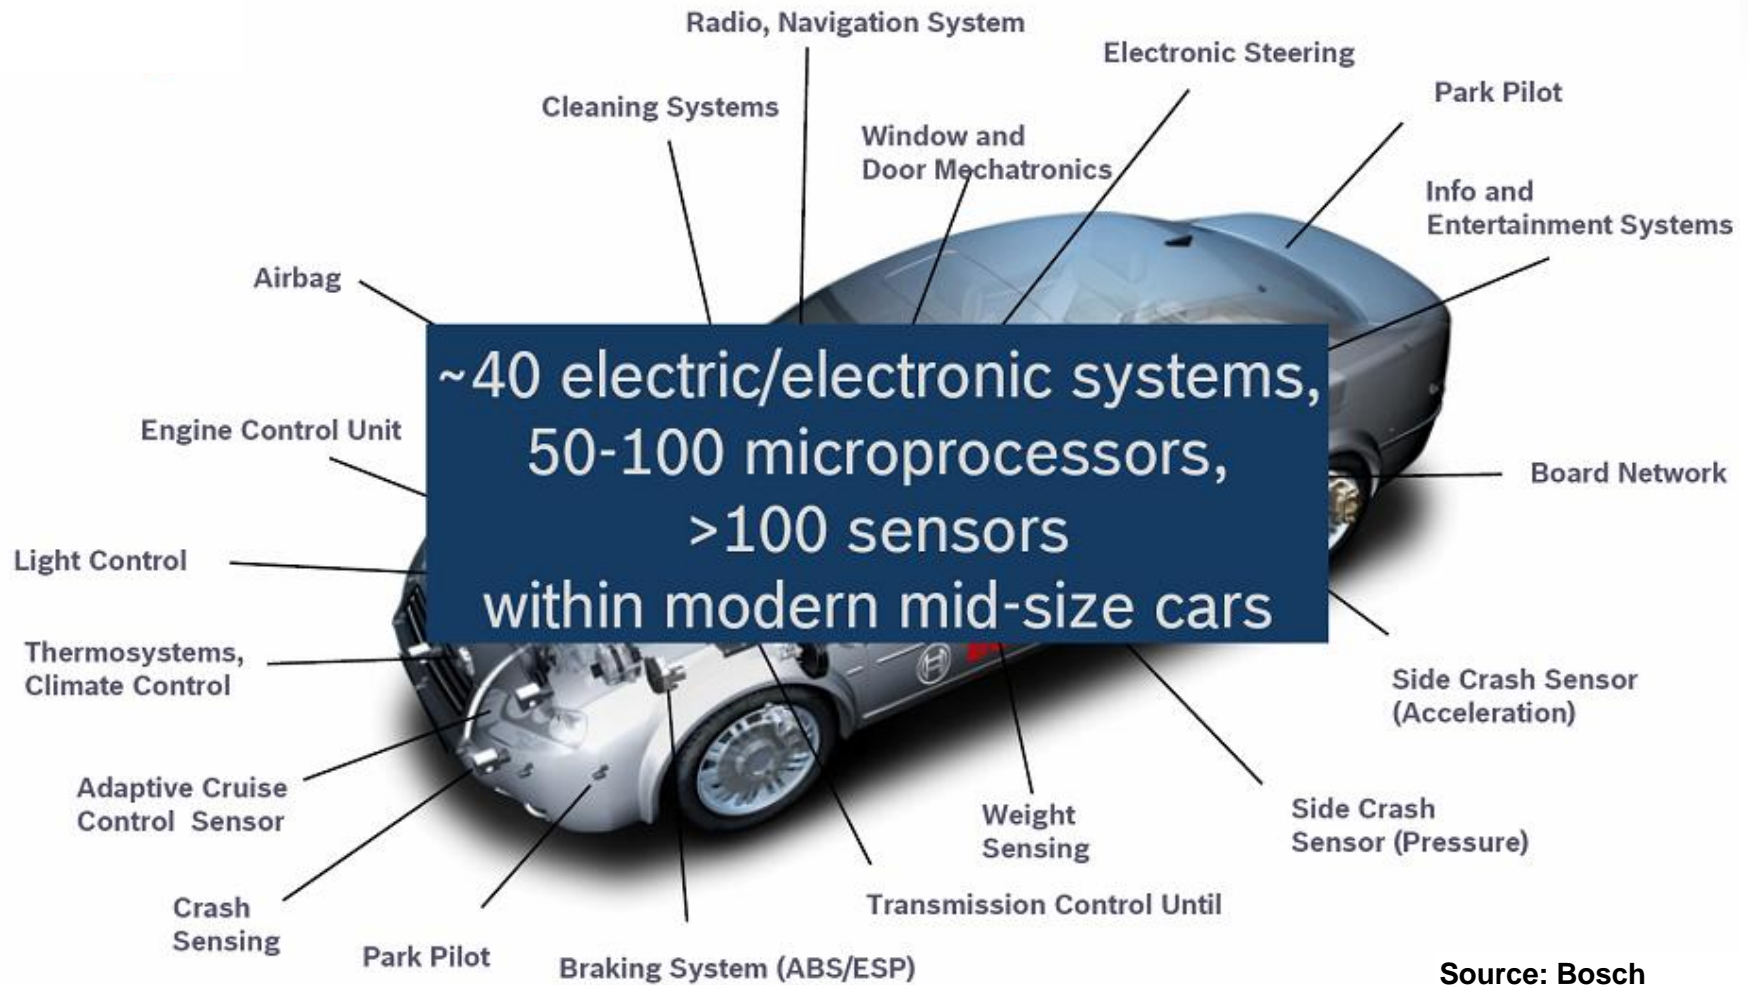 Radio, Navigation System
Electronic Steering
Park Pilot
Cleaning Systems
Window and
Door Mechatronics
Info and
Entertainment Systems
Airbag
~40 electric/electronic systems,
50-100 microprocessors,
>100 sensors
within modern mid-size cars
Engine Control Unit
Board Network
Light Control
Thermosystems,
Climate Control
Side Crash Sensor
(Acceleration)
Adaptive Cruise
Control  Sensor
Weight
Sensing
Side Crash
Sensor (Pressure)
Crash
Sensing
Transmission Control Until
Park Pilot
Braking System (ABS/ESP)
Source: Bosch